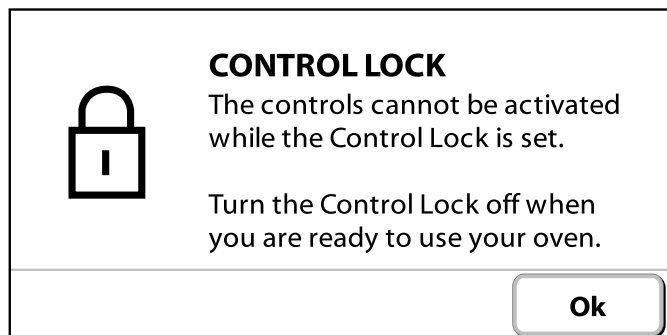 CONTROL LOCK
The controls cannot be activated
while the Control Lock is set.
Turn the Control Lock off when
you are ready to use your oven.
Ok